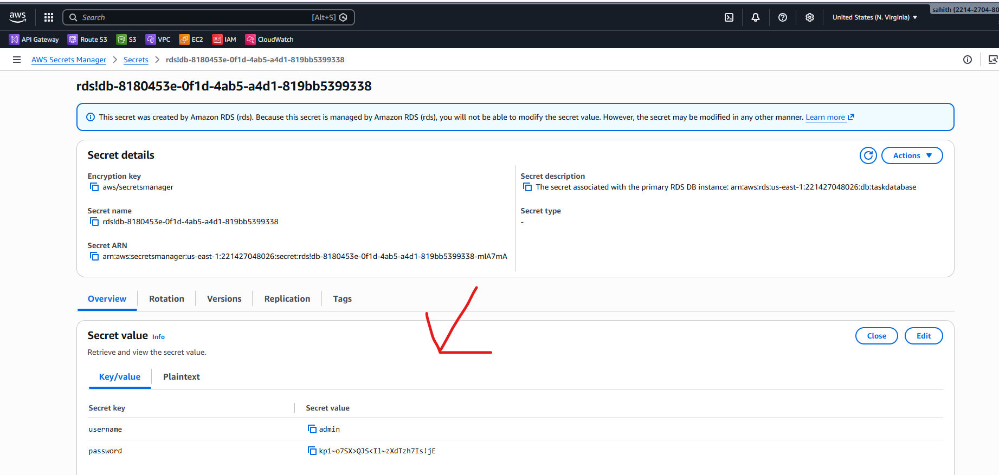 aws
Search [Alt+S]
United States (N. Virginia)
sahith (2214-2704-80
API Gateway Route 53 S3 VPC EC2 IAM CloudWatch
AWS Secrets Manager > Secrets > rds!db-8180453e-0f1d-4ab5-a4d1-819bb5399338
rds!db-8180453e-0f1d-4ab5-a4d1-819bb5399338
This secret was created by Amazon RDS (rds). Because this secret is managed by Amazon RDS (rds), you will not be able to modify the secret value. However, the secret may be modified in any other manner. Learn more
Secret details
Actions
Encryption key
aws/secretsmanager
Secret description
The secret associated with the primary RDS DB instance: arn:aws:rds:us-east-1:221427048026:db:taskdatabase
Secret name
rds!db-8180453e-0f1d-4ab5-a4d1-819bb5399338
Secret type
-
Secret ARN
arn:aws:secretsmanager:us-east-1:221427048026:secret:rds!db-8180453e-0f1d-4ab5-a4d1-819bb5399338-mlA7mA
Overview Rotation Versions Replication Tags
Secret value Info
Close Edit
Retrieve and view the secret value.
Key/value Plaintext
Secret key Secret value
username admin
password kp1~o7SX>QJS<Il~zXdTzh7Is!jE